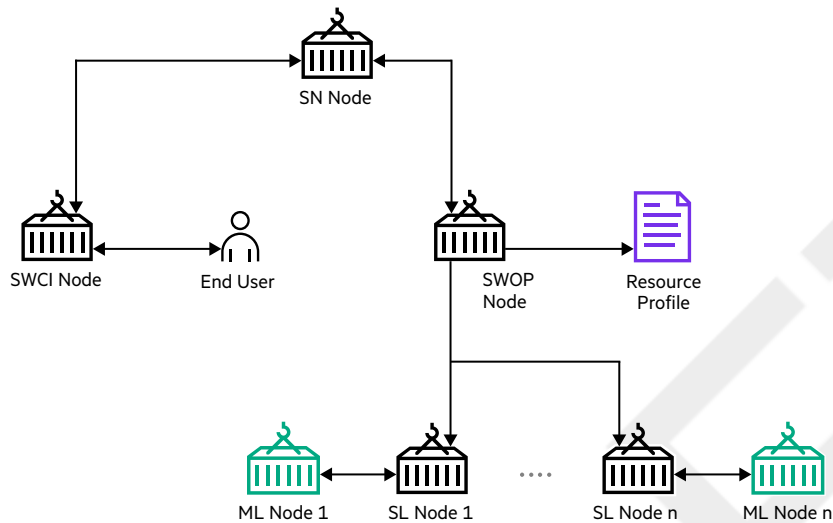 SN Node
SWCI Node
End User
SWOP
Node
Resource
Profile
ML Node 1
SL Node 1
....
SL Node n
ML Node n